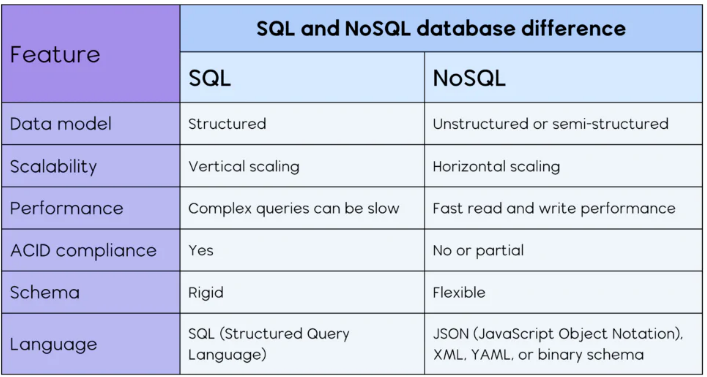 Feature
SQL and NoSQL database difference
SQL
NoSQL
Data model
Structured
Unstructured or semi-structured
Scalability
Vertical scaling
Horizontal scaling
Performance
Complex queries can be slow
Fast read and write performance
ACID compliance
Yes
No or partial
Schema
Rigid
Flexible
Language
SQL (Structured Query
Language)
JSON (JavaScript Object Notation),
XML, YAML, or binary schema